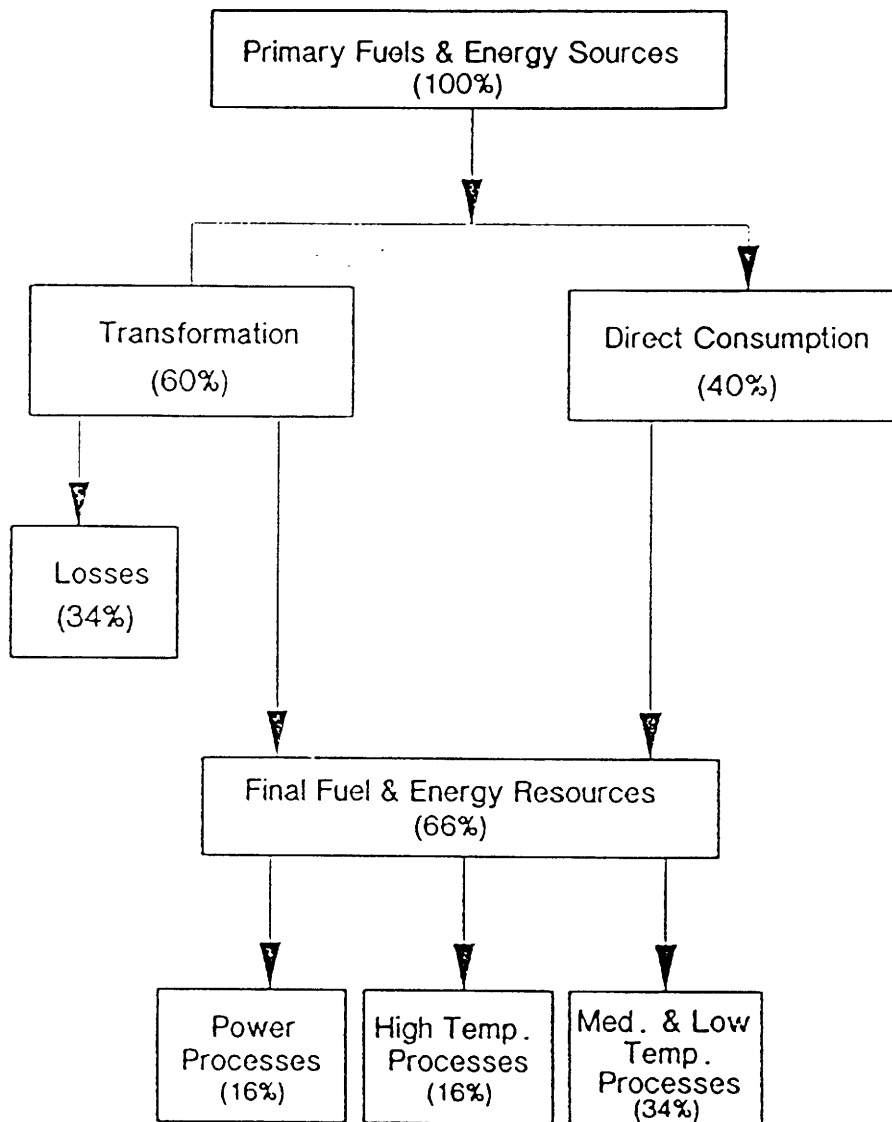 Primary Fuels & Energy Sources
(100%)
Transformation
(60%)
Direct Consumption
(40%)
Losses
(34%)
Final Fuel & Energy Resources
(66%)
Power
Processes
(16%)
High Temp.
Processes
(16%)
Med. & Low
Temp.
Processes
(34%)